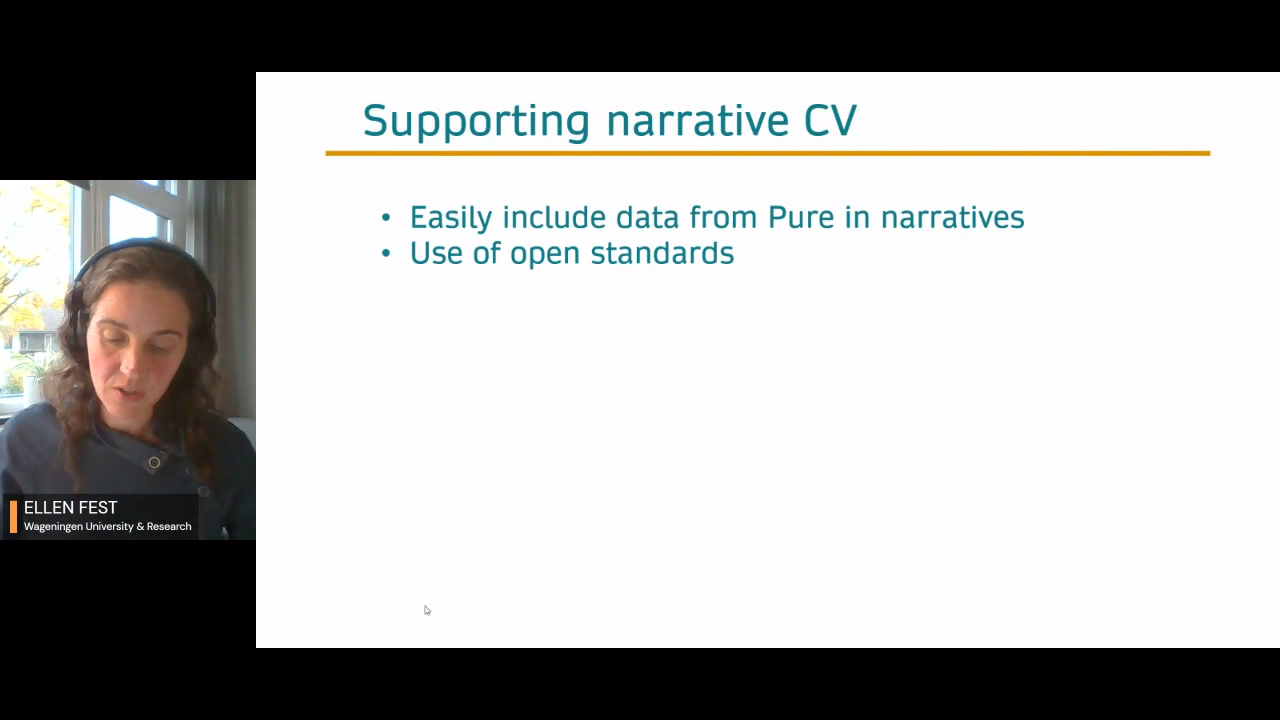 Supporting narrative CV
• Easily include data from Pure in narratives
• Use of open standards
ELLEN FEST
Wageningen University & Research